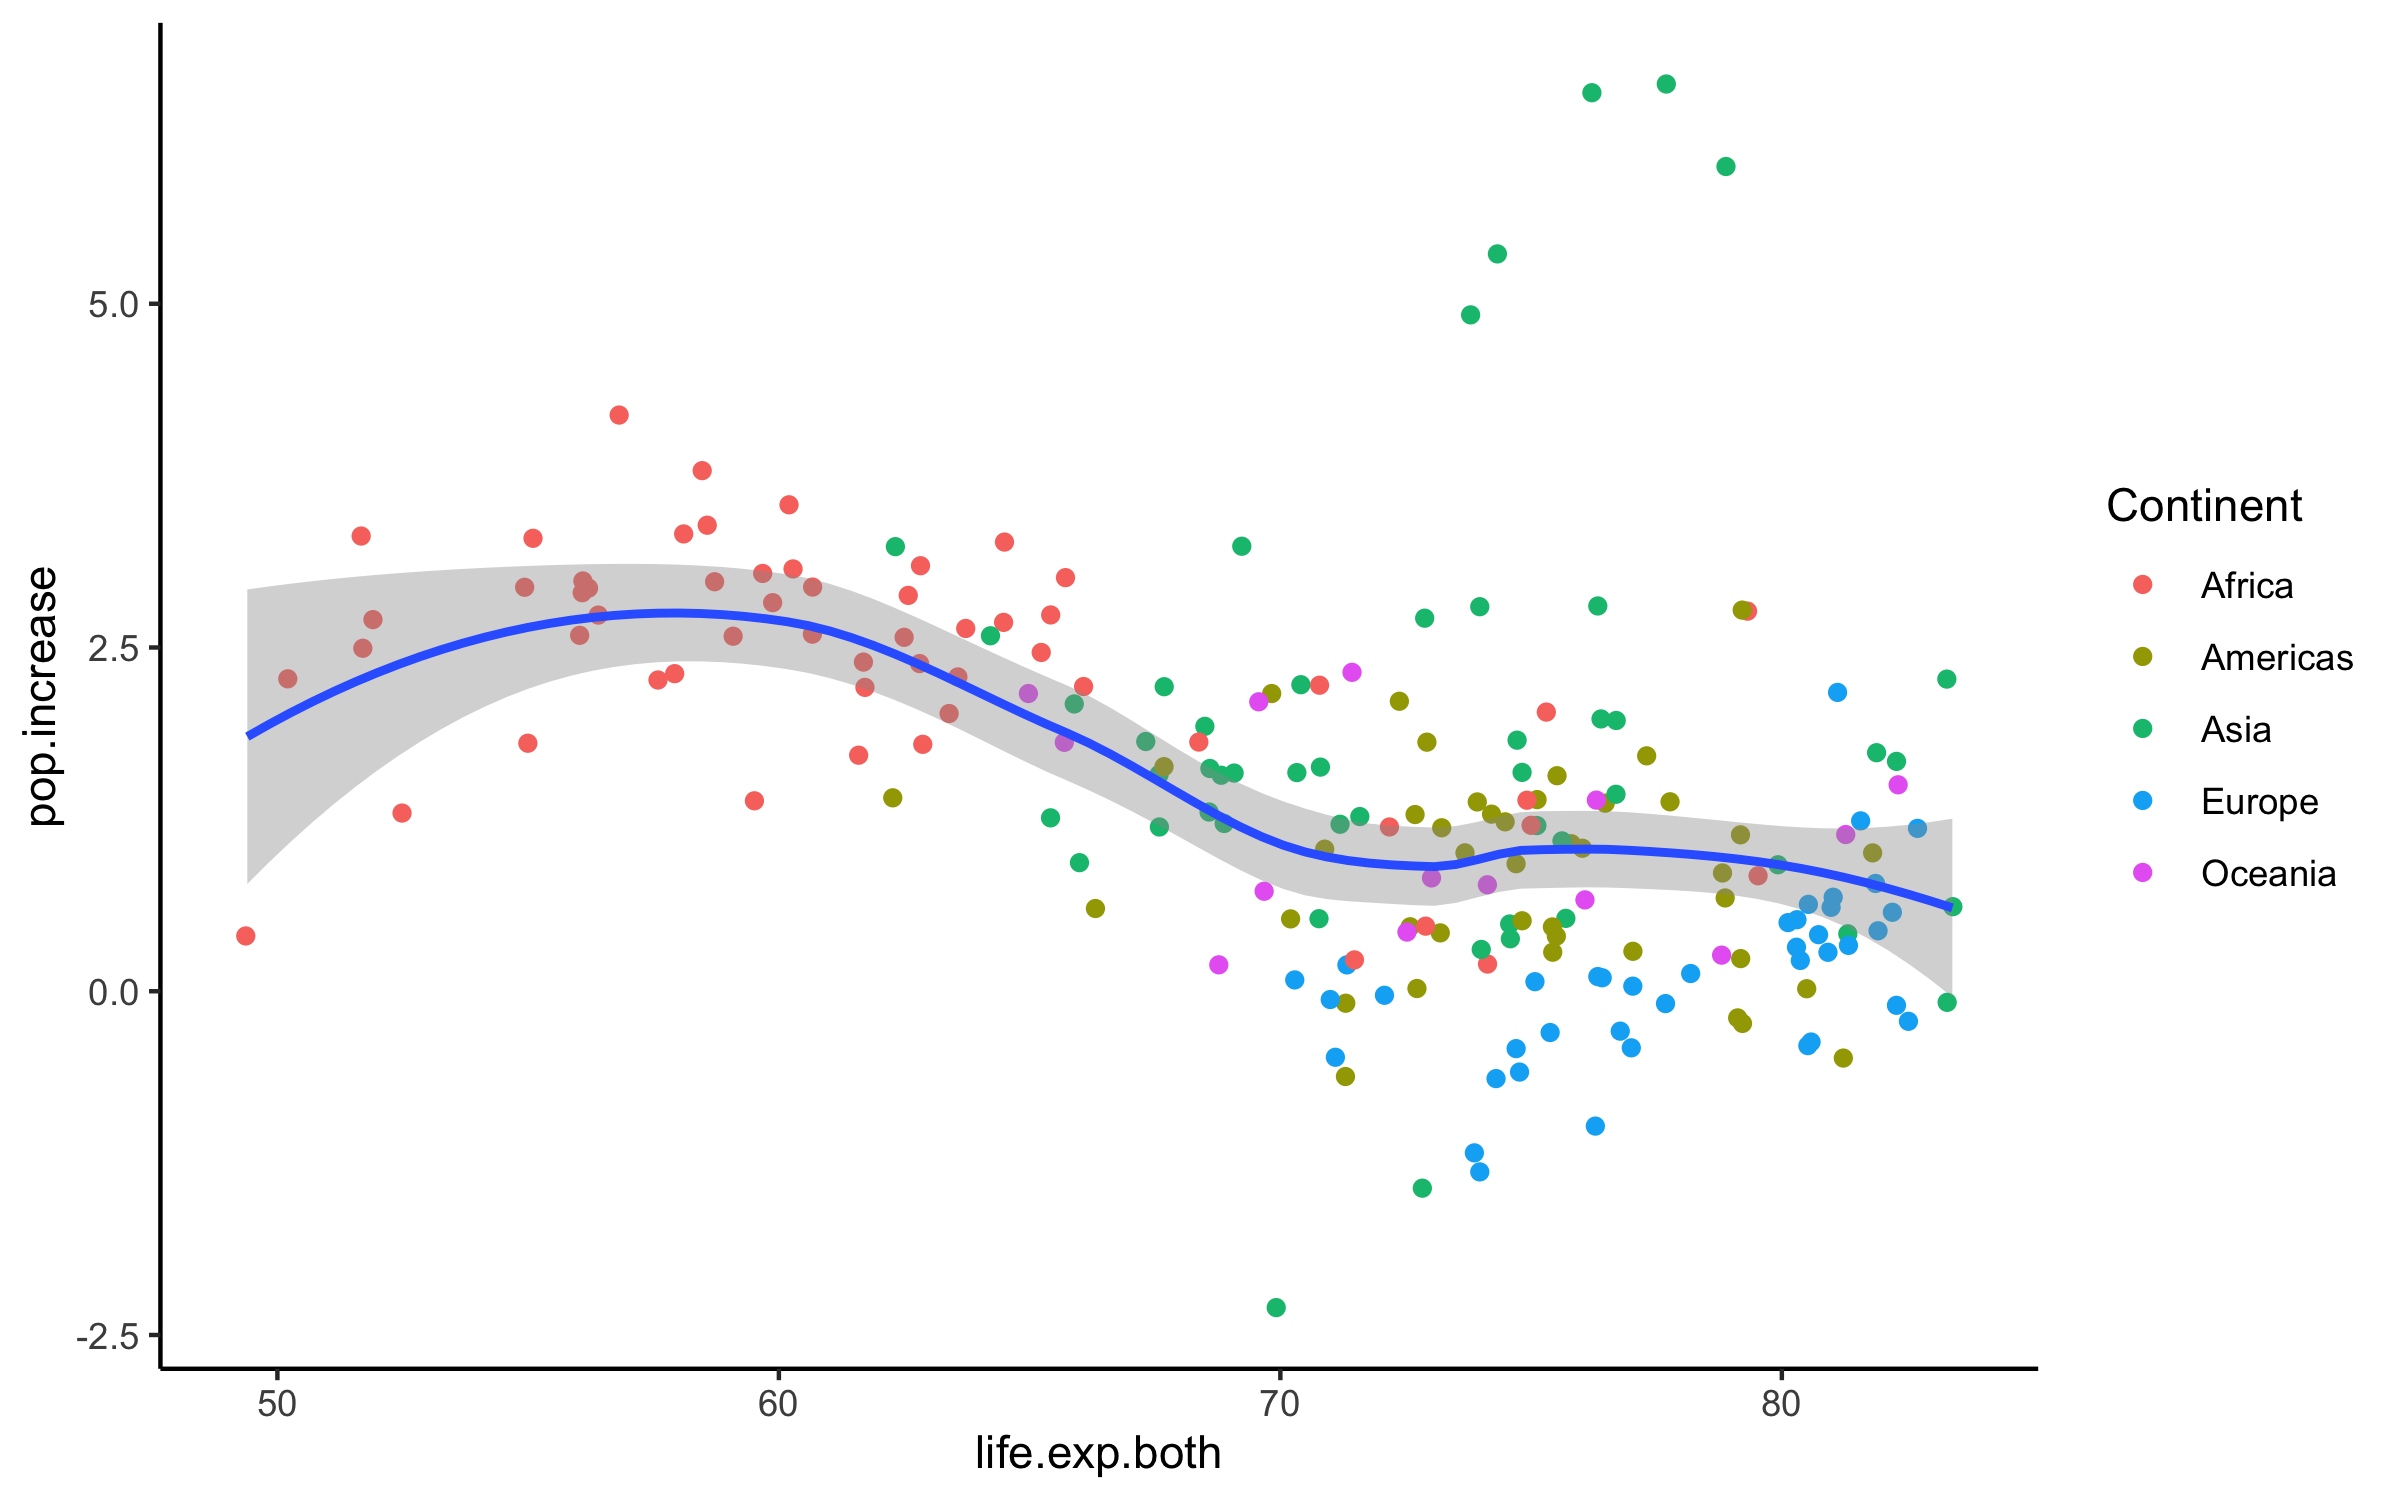 pop.increase
5.0
2.5
0.0
-2.5
50 60 70 80
life.exp.both
Continent
Africa
Americas
Asia
Europe
Oceania